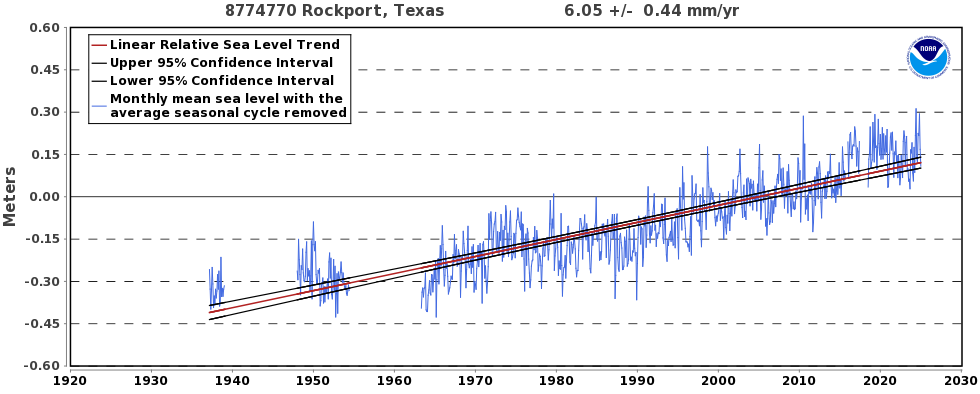 8774770 Rockport, Texas 6.05 +/- 0.44 mm/yr
0.60
Linear Relative Sea Level Trend
Upper 95% Confidence Interval
Lower 95% Confidence Interval
Monthly mean sea level with the
average seasonal cycle removed
NOAA
0.45
0.30
0.15
0.00
-0.15
-0.30
-0.45
-0.60
Meters
1920 1930 1940 1950 1960 1970 1980 1990 2000 2010 2020 2030